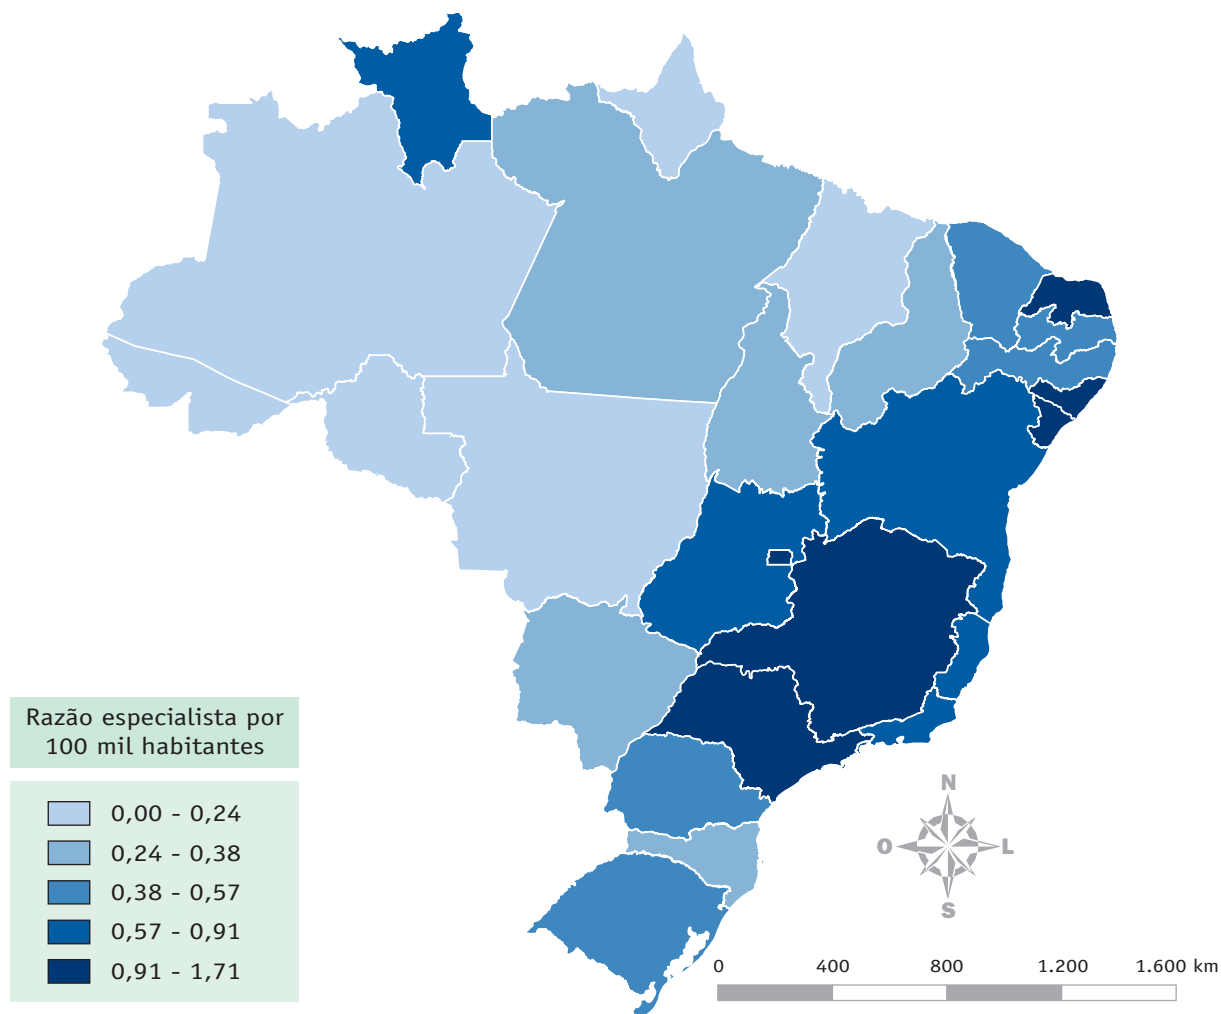 Razão especialista por
100 mil habitantes
0,00 - 0,24
0,24 - 0,38
0,38 - 0,57
0,57 - 0,91
0,91 - 1,71
N
O L
S
0 400 800 1.200 1.600 km